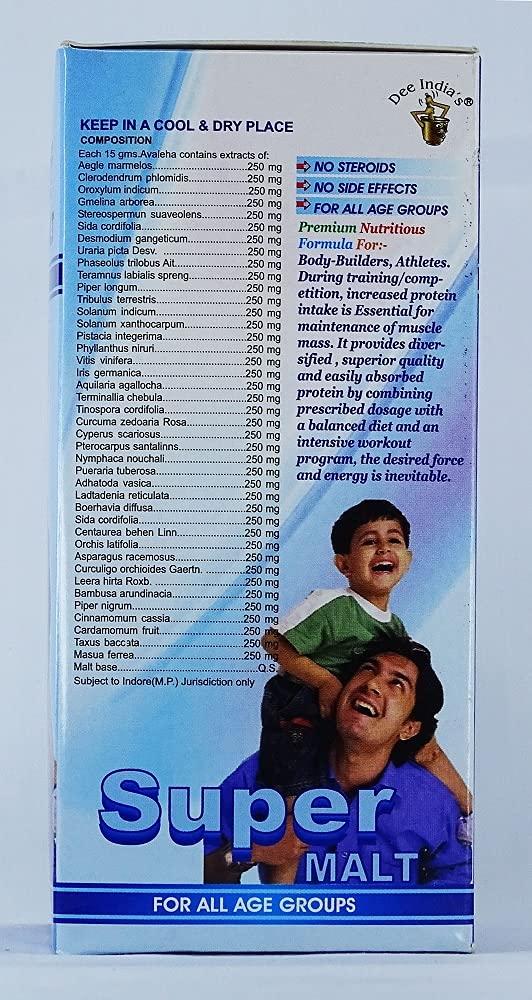 Dee India's®
KEEP IN A COOL & DRY PLACE
COMPOSITION
Each 15 gms.Avaleha contains extracts of:
Aegle marmelos..............................250 mg
Clerodendrum phlomidis................250 mg
Oroxylum indicum..........................250 mg
Gmelina arborea............................250 mg
Stereospermun suaveolens...........250 mg
Sida cordifolia................................250 mg
Desmodium gangeticum................250 mg
Uraria picta Desv. .........................250 mg
Phaseolus trilobus Ait....................250 mg
Teramnus labialis spreng...............250 mg
Piper longum.................................250 mg
Tribulus terrestris...........................250 mg
Solanum indicum...........................250 mg
Solanum xanthocarpum.................250 mg
Pistacia integerima........................250 mg
Phyllanthus niruri...........................250 mg
Vitis vinifera...................................250 mg
Iris germanica................................250 mg
Aquilaria agallocha........................250 mg
Terminallia chebula........................250 mg
Tinospora cordifolia.......................250 mg
Curcuma zedoaria Rosa................250 mg
Cyperus scariosus.........................250 mg
Pterocarpus santalinns..................250 mg
Nymphaca nouchali.......................250 mg
Pueraria tuberosa..........................250 mg
Adhatoda vasica............................250 mg
Ladtadenia reticulata.....................250 mg
Boerhavia diffusa...........................250 mg
Sida cordifolia................................250 mg
Centaurea behen Linn...................250 mg
Orchis latifolia................................250 mg
Asparagus racemosus...................250 mg
Curculigo orchioides Gaertn. ........250 mg
Leera hirta Roxb. ..........................250 mg
Bambusa arundinacia....................250 mg
Piper nigrum..................................250 mg
Cinnamomum cassia.....................250 mg
Cardamomum fruit.........................250 mg
Taxus baccata...............................250 mg
Masua ferrea.................................250 mg
Malt base.......................................Q.S.
Subject to Indore(M.P.) Jurisdiction only
NO STEROIDS
NO SIDE EFFECTS
FOR ALL AGE GROUPS
Premium Nutritious
Formula For:-
Body-Builders, Athletes.
During training/comp-
etition, increased protein
intake is Essential for
maintenance of muscle
mass. It provides diver-
sified , superior quality
and easily absorbed
protein by combining
prescribed dosage with
a balanced diet and an
intensive workout
program, the desired force
and energy is inevitable.
Super
MALT
FOR ALL AGE GROUPS